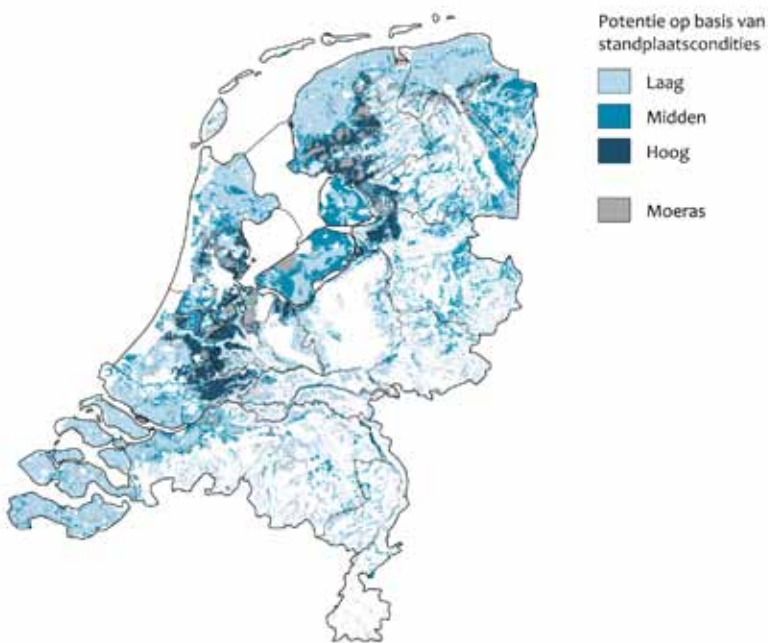 Potentie op basis van
standplaatscondities
Laag
Midden
Hoog
Moeras